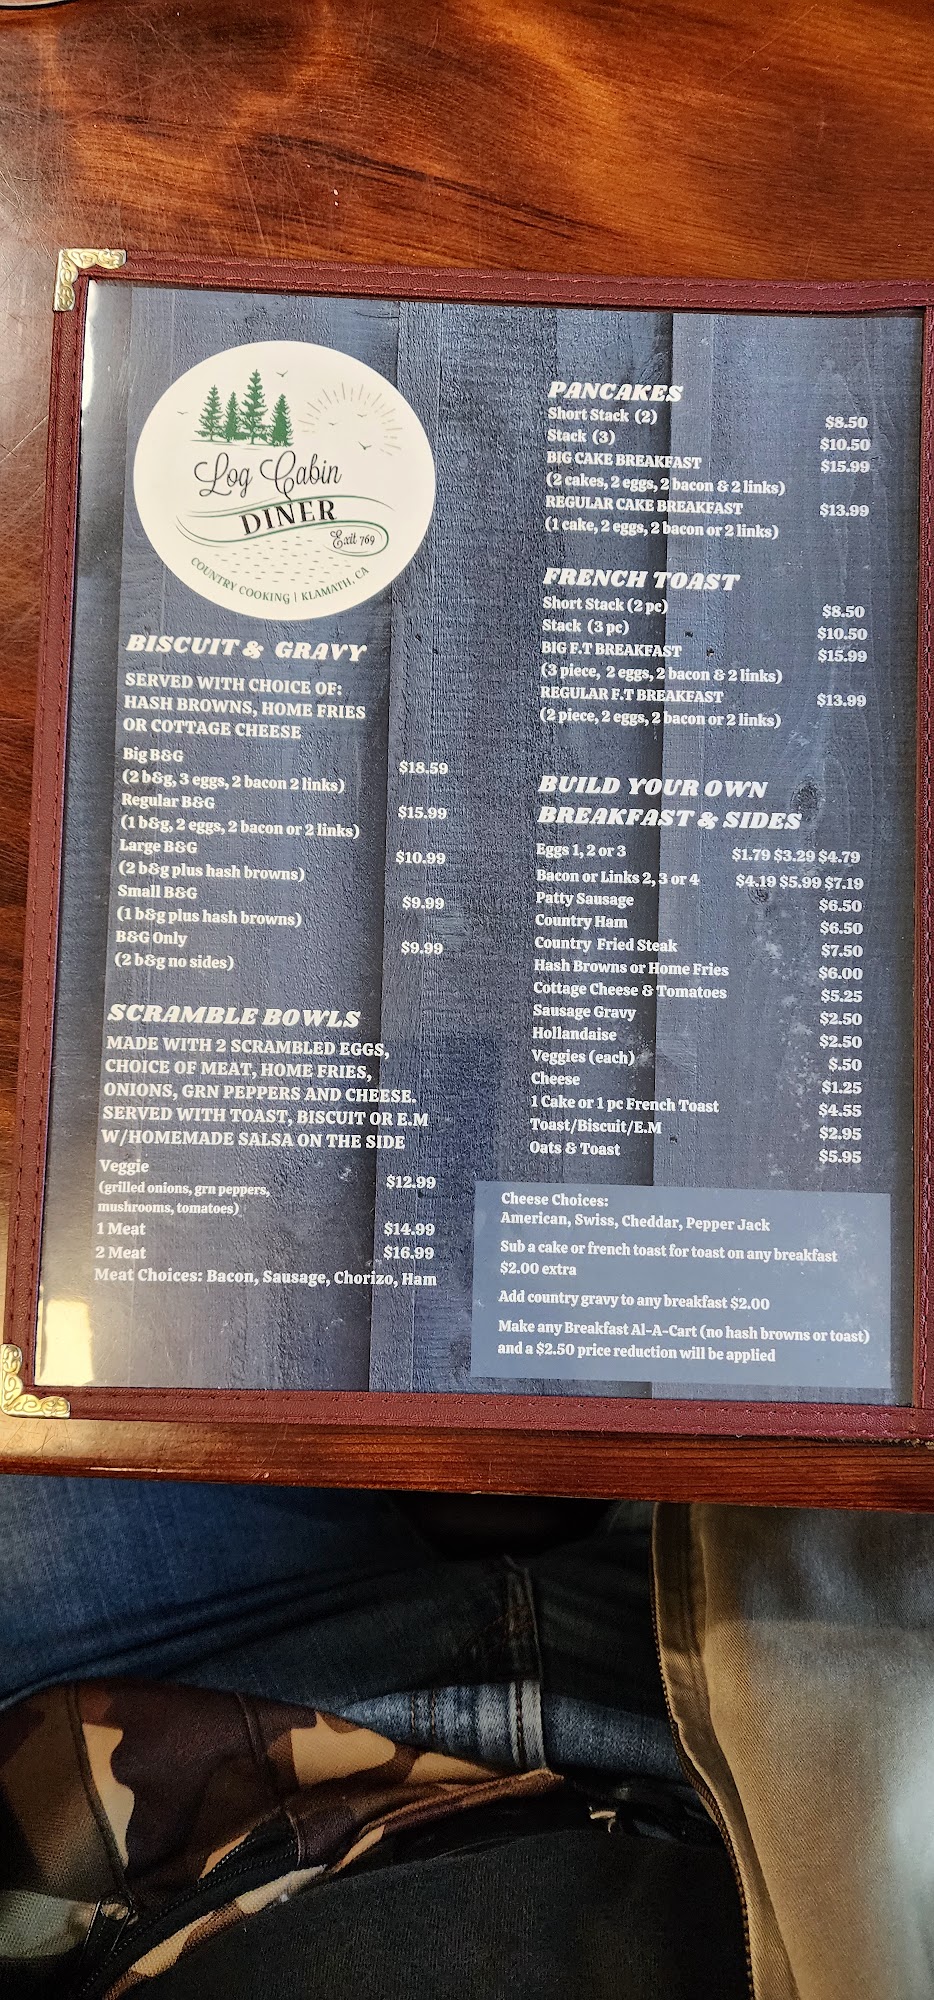 Log Cabin
DINER
Exit 769
COUNTRY COOKING | KLAMATH, CA
BISCUIT & GRAVY
SERVED WITH CHOICE OF:
HASH BROWNS, HOME FRIES
OR COTTAGE CHEESE
Big B&G
(2 b&g, 3 eggs, 2 bacon 2 links) $18.59
Regular B&G
(1 b&g, 2 eggs, 2 bacon or 2 links) $15.99
Large B&G
(2 b&g plus hash browns) $10.99
Small B&G
(1 b&g plus hash browns) $9.99
B&G Only
(2 b&g no sides) $9.99
SCRAMBLE BOWLS
MADE WITH 2 SCRAMBLED EGGS,
CHOICE OF MEAT, HOME FRIES,
ONIONS, GRN PEPPERS AND CHEESE.
SERVED WITH TOAST, BISCUIT OR E.M
W/HOMEMADE SALSA ON THE SIDE
Veggie $12.99
(grilled onions, grn peppers,
mushrooms, tomatoes)
1 Meat $14.99
2 Meat $16.99
Meat Choices: Bacon, Sausage, Chorizo, Ham
PANCAKES
Short Stack (2) $8.50
Stack (3) $10.50
BIG CAKE BREAKFAST $15.99
(2 cakes, 2 eggs, 2 bacon & 2 links)
REGULAR CAKE BREAKFAST $13.99
(1 cake, 2 eggs, 2 bacon or 2 links)
FRENCH TOAST
Short Stack (2 pc) $8.50
Stack (3 pc) $10.50
BIG F.T BREAKFAST $15.99
(3 piece, 2 eggs, 2 bacon & 2 links)
REGULAR F.T BREAKFAST $13.99
(2 piece, 2 eggs, 2 bacon or 2 links)
BUILD YOUR OWN
BREAKFAST & SIDES
Eggs 1, 2 or 3 $1.79 $3.29 $4.79
Bacon or Links 2, 3 or 4 $4.19 $5.99 $7.19
Patty Sausage $6.50
Country Ham $6.50
Country Fried Steak $7.50
Hash Browns or Home Fries $6.00
Cottage Cheese & Tomatoes $5.25
Sausage Gravy $2.50
Hollandaise $2.50
Veggies (each) $.50
Cheese $1.25
1 Cake or 1 pc French Toast $4.55
Toast/Biscuit/E.M $2.95
Oats & Toast $5.95
Cheese Choices:
American, Swiss, Cheddar, Pepper Jack
Sub a cake or french toast for toast on any breakfast
$2.00 extra
Add country gravy to any breakfast $2.00
Make any Breakfast Al-A-Cart (no hash browns or toast)
and a $2.50 price reduction will be applied